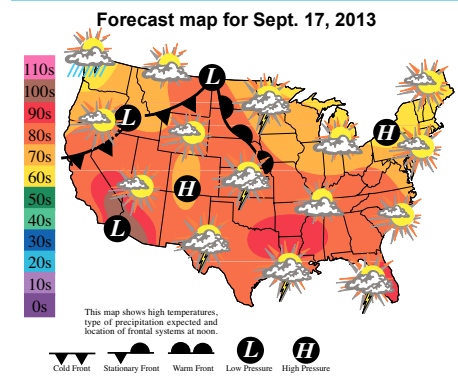 Forecast map for Sept. 17, 2013
110s
100s
90s
80s
70s
60s
50s
40s
30s
20s
10s
0s
L
L
H
H
L
This map shows high temperatures,
type of precipitation expected and
location of frontal systems at noon.
L H
Cold Front Stationary Front Warm Front Low Pressure High Pressure